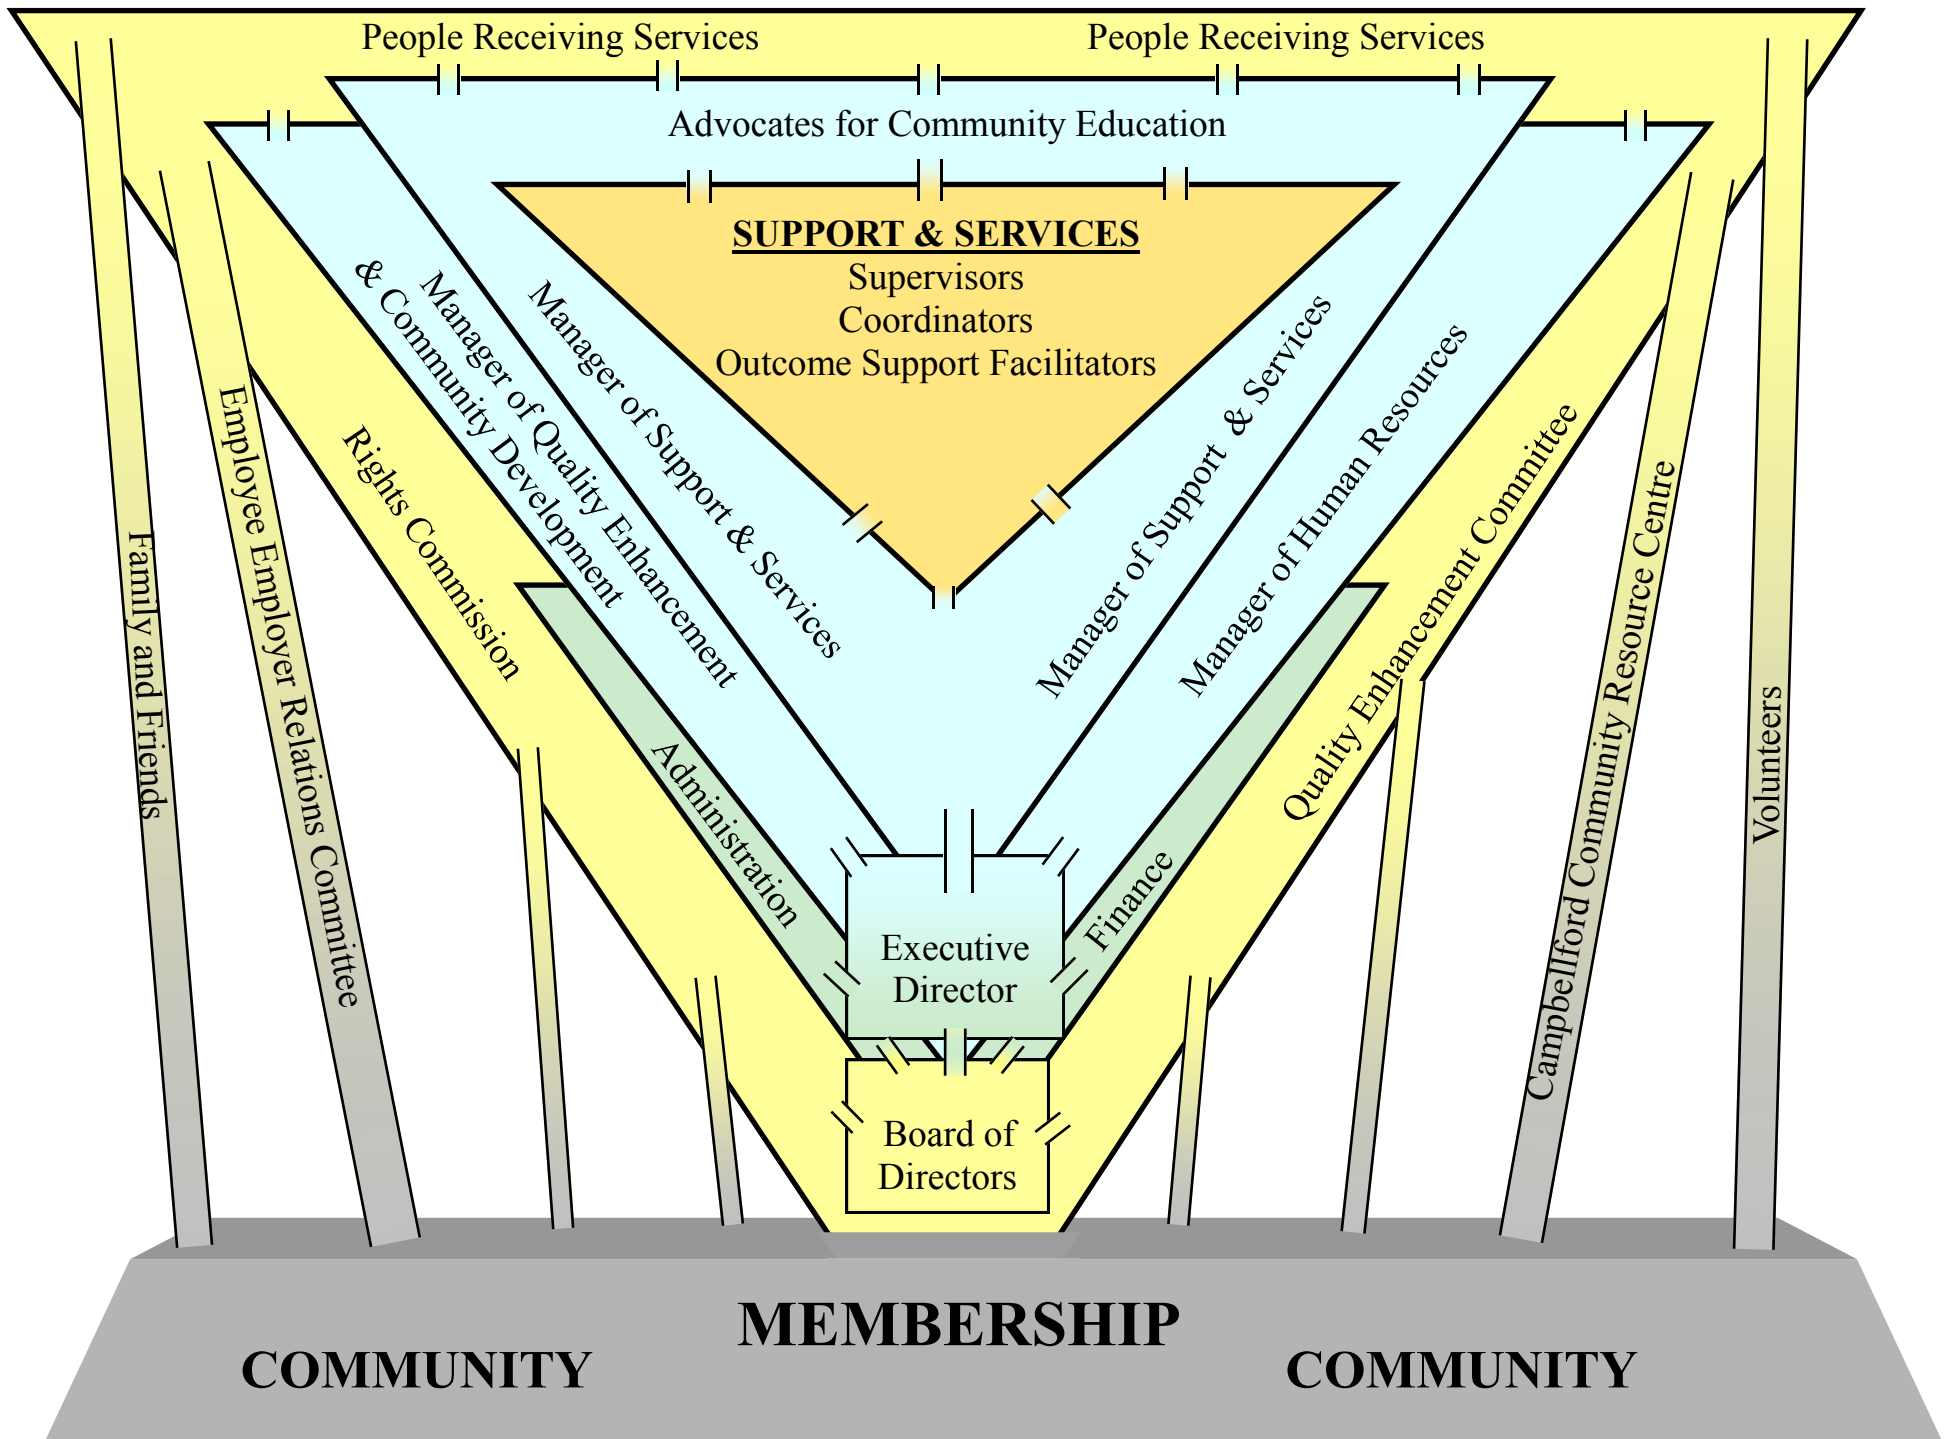 People Receiving Services
People Receiving Services
Advocates for Community Education
SUPPORT & SERVICES
Supervisors
Coordinators
Outcome Support Facilitators
Manager of Support & Services
Manager of Quality Enhancement
& Community Development
Manager of Support & Services
Manager of Human Resources
Rights Commission
Quality Enhancement Committee
Employee Employer Relations Committee
Campbellford Community Resource Centre
Family and Friends
Volunteers
Administration
Finance
Executive
Director
Board of
Directors
MEMBERSHIP
COMMUNITY
COMMUNITY